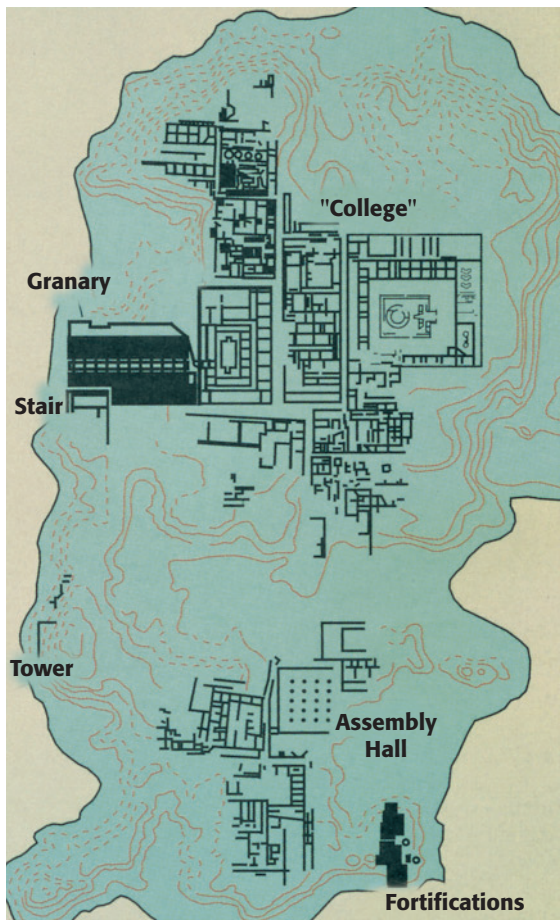 "College"
Granary
Stair
Tower
Assembly
Hall
Fortifications